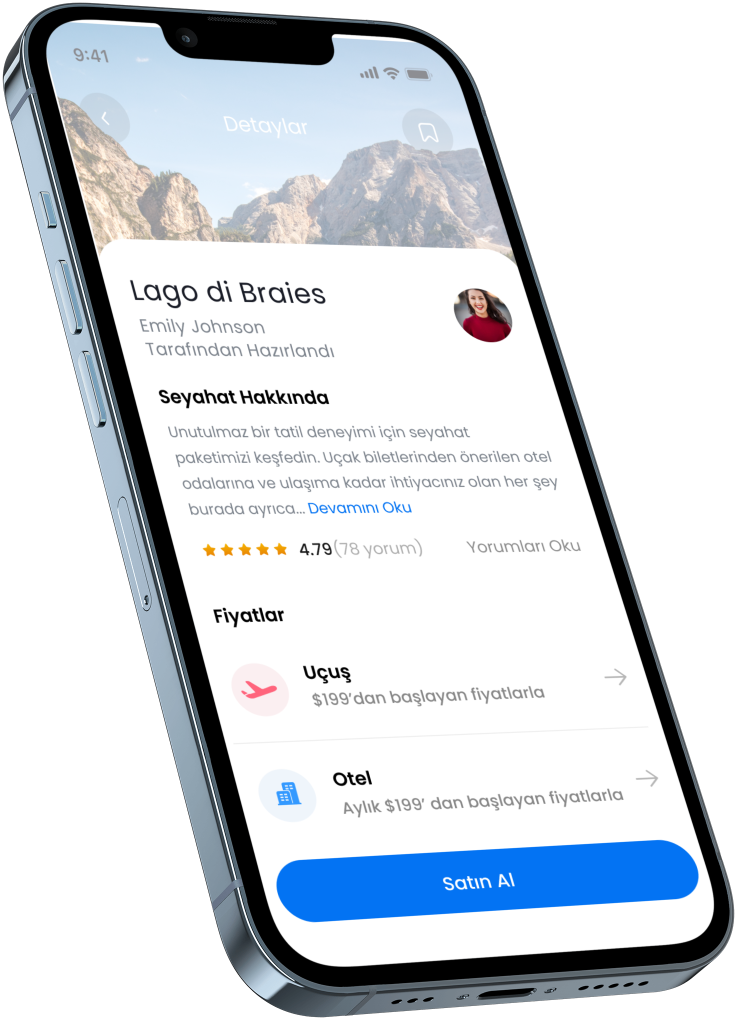 9:41
Detaylar
Lago di Braies
Emily Johnson
Tarafından Hazırlandı
Seyahat Hakkında
Unutulmaz bir tatil deneyimi için seyahat
paketimizi keşfedin. Uçak biletlerinden önerilen otel
odalarına ve ulaşıma kadar ihtiyacınız olan her şey
burada ayrıca... Devamını Oku
4.79(78 yorum) Yorumları Oku
Fiyatlar
Uçuş
$199'dan başlayan fiyatlarla
Otel
Aylık $199' dan başlayan fiyatlarla
Satın Al